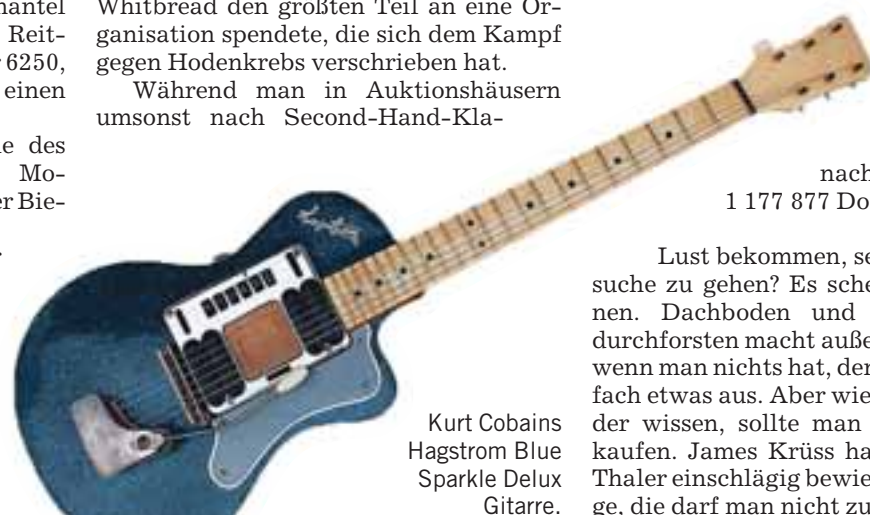 mantel
Reit-
6250,
einen
e des
Mo-
er Bie-
Whitbread den größten Teil an eine Or-
ganisation spendete, die sich dem Kampf
gegen Hodenkrebs verschrieben hat.
Während man in Auktionshäusern
umsonst nach Second-Hand-Kla-
Kurt Cobains
Hagstrom Blue
Sparkle Delux
Gitarre.
nach
1 177 877 Do
Lust bekommen, se
suche zu gehen? Es sche
nen. Dachboden und
durchforsten macht auße
wenn man nichts hat, der
fach etwas aus. Aber wie
der wissen, sollte man
kaufen. James Krüss ha
Thaler einschlägig bewie
ge, die darf man nicht zu